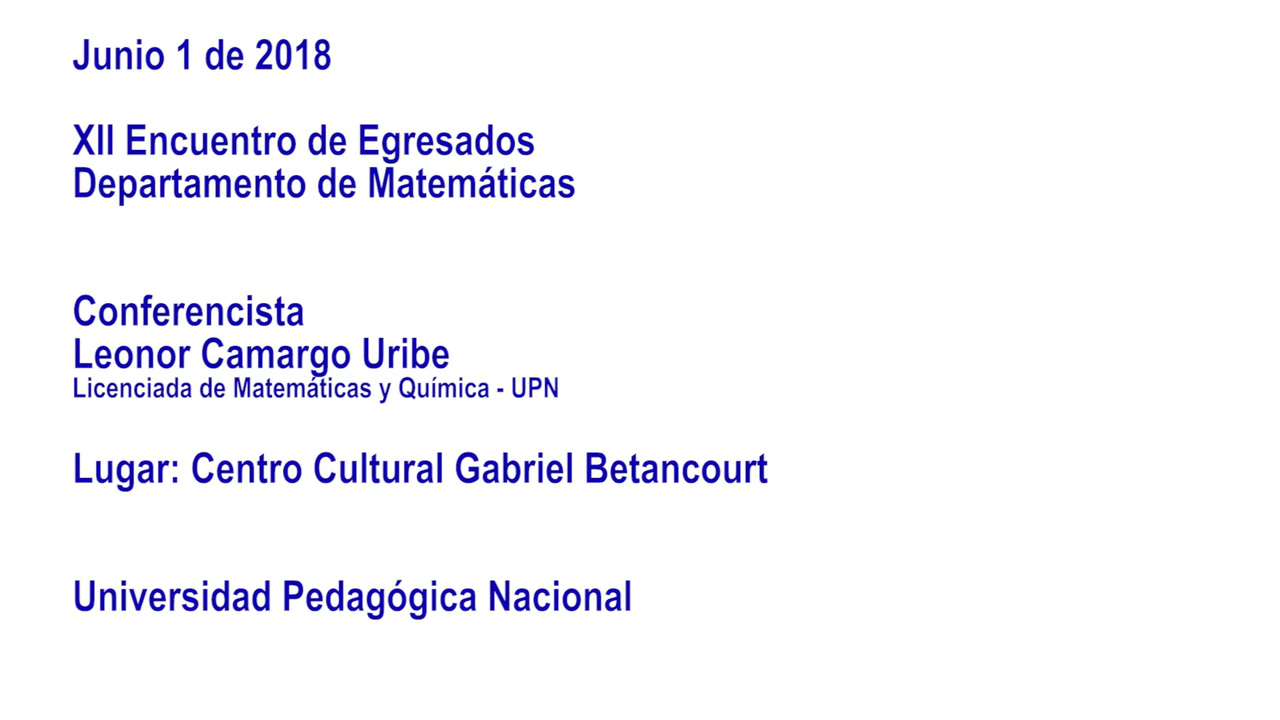 Junio 1 de 2018
XII Encuentro de Egresados
Departamento de Matemáticas
Conferencista
Leonor Camargo Uribe
Licenciada de Matemáticas y Química - UPN
Lugar: Centro Cultural Gabriel Betancourt
Universidad Pedagógica Nacional